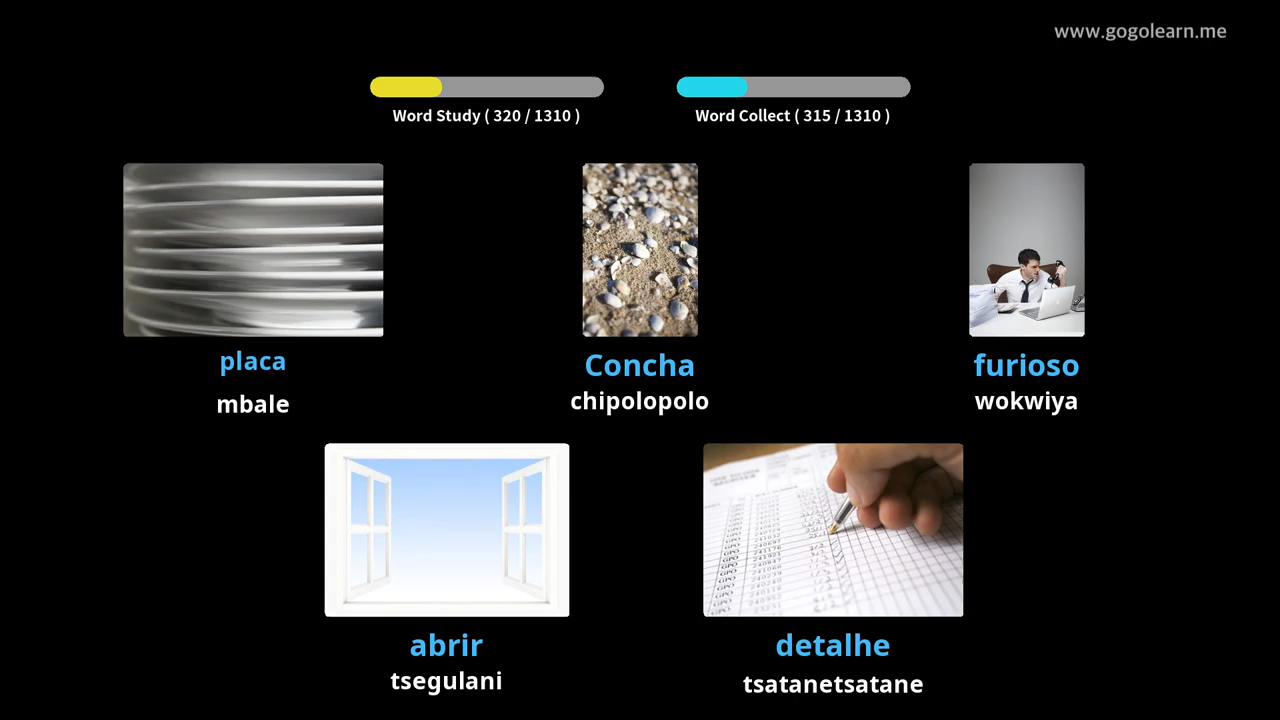 www.gogolearn.me
Word Study ( 320 / 1310 )
Word Collect ( 315 / 1310 )
placa
mbale
Concha
chipolopolo
furioso
wokwiya
abrir
tsegulani
detalhe
tsatanetsatane